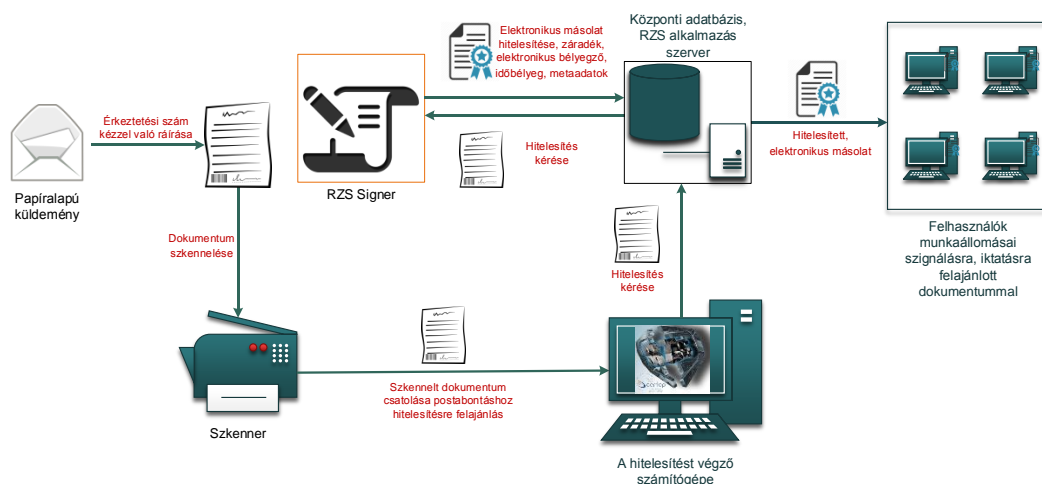 Érkeztetési szám
kézzel való ráírása
Papíralapú
küldemény
Dokumentum
szkennelése
RZS Signer
Elektronikus másolat
hitelesítése, záradék,
elektronikus bélyegző,
időbélyeg, metaadatok
Hitelesítés
kérése
Központi adatbázis,
RZS alkalmazás
szerver
Hitelesített,
elektronikus másolat
Felhasználók
munkaállomásai
szignálásra, iktatásra
felajánlott
dokumentummal
Hitelesítés
kérése
Szkenner
Szkennelt dokumentum
csatolása postabontáshoz
hitelesítésre felajánlás
A hitelesítést végző
számítógépe